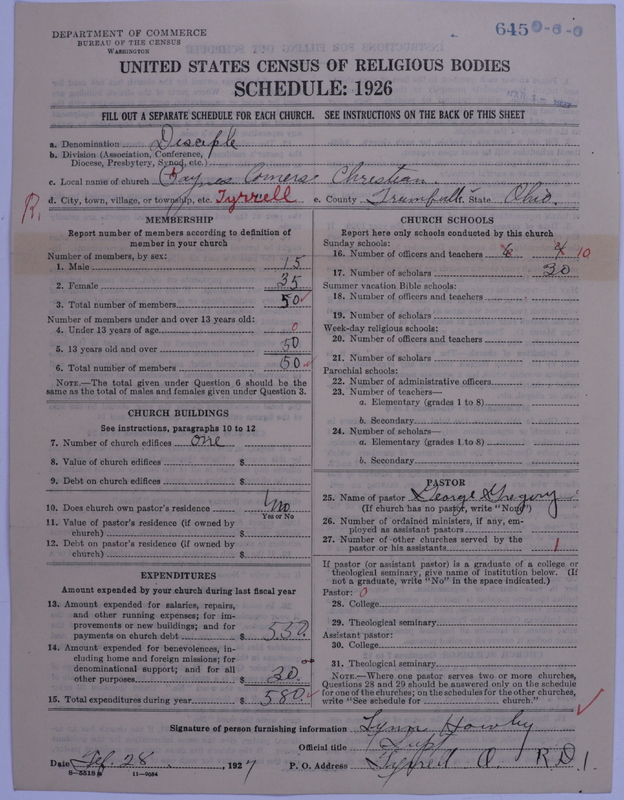 DEPARTMENT OF COMMERCE
BUREAU OF THE CENSUS
WASHINGTON
645
UNITED STATES CENSUS OF RELIGIOUS BODIES
SCHEDULE: 1926
FILL OUT A SEPARATE SCHEDULE FOR EACH CHURCH. SEE INSTRUCTIONS ON THE BACK OF THIS SHEET
a. Denomination Disciple
b. Division (Association, Conference, Diocese, Presbytery, Synod, etc.)
c. Local name of church Corners Christian
R. d. City, town, village, or township, etc. Tyrrell e. County Trumbull State Ohio.
MEMBERSHIP
Report number of members according to definition of
member in your church
Number of members, by sex:
1. Male 15
2. Female 35
3. Total number of members 50
Number of members under and over 13 years old:
4. Under 13 years of age 0
5. 13 years old and over 50
6. Total number of members 50
NOTE.—The total given under Question 6 should be the
same as the total of males and females given under Question 3.
CHURCH BUILDINGS
See instructions, paragraphs 10 to 12
7. Number of church edifices one
8. Value of church edifices $
9. Debt on church edifices $
10. Does church own pastor's residence no
Yes or No
11. Value of pastor's residence (if owned by
church) $
12. Debt on pastor's residence (if owned by
church) $
EXPENDITURES
Amount expended by your church during last fiscal year
13. Amount expended for salaries, repairs,
and other running expenses; for im-
provements or new buildings; and for
payments on church debt $ 550.
14. Amount expended for benevolences, in-
cluding home and foreign missions; for
denominational support; and for all
other purposes $ 30.
15. Total expenditures during year $ 580.
CHURCH SCHOOLS
Report here only schools conducted by this church
Sunday schools:
16. Number of officers and teachers 6 4 10
17. Number of scholars 30
Summer vacation Bible schools:
18. Number of officers and teachers
19. Number of scholars
Week-day religious schools:
20. Number of officers and teachers
21. Number of scholars
Parochial schools:
22. Number of administrative officers
23. Number of teachers—
a. Elementary (grades 1 to 8)
b. Secondary
24. Number of scholars—
a. Elementary (grades 1 to 8)
b. Secondary
PASTOR
25. Name of pastor George Gregory
(If church has no pastor, write "None")
26. Number of ordained ministers, if any, em-
ployed as assistant pastors
27. Number of other churches served by the
pastor or his assistants 1
If pastor (or assistant pastor) is a graduate of a college or
theological seminary, give name of institution below. (If
not a graduate, write "No" in the space indicated.)
Pastor: 0
28. College
29. Theological seminary
Assistant pastor:
30. College
31. Theological seminary
NOTE.—Where one pastor serves two or more churches,
Questions 28 and 29 should be answered only on the schedule
for one of the churches; on the schedules for the other churches,
write "See schedule for church."
Signature of person furnishing information Lynn
Official title Supt
Date Feb. 28, 1927 P. O. Address Tyrrell O. R.D. 1.
8-5518a 11-9054